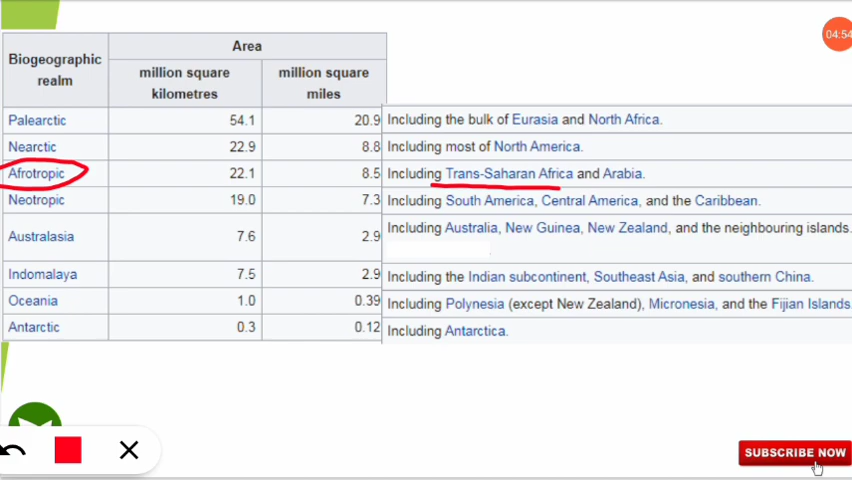 04:54
Biogeographic realm
Area
million square kilometres
million square miles
Palearctic 54.1 20.9 Including the bulk of Eurasia and North Africa.
Nearctic 22.9 8.8 Including most of North America.
Afrotropic 22.1 8.5 Including Trans-Saharan Africa and Arabia.
Neotropic 19.0 7.3 Including South America, Central America, and the Caribbean.
Australasia 7.6 2.9 Including Australia, New Guinea, New Zealand, and the neighbouring islands.
Indomalaya 7.5 2.9 Including the Indian subcontinent, Southeast Asia, and southern China.
Oceania 1.0 0.39 Including Polynesia (except New Zealand), Micronesia, and the Fijian Islands.
Antarctic 0.3 0.12 Including Antarctica.
SUBSCRIBE NOW